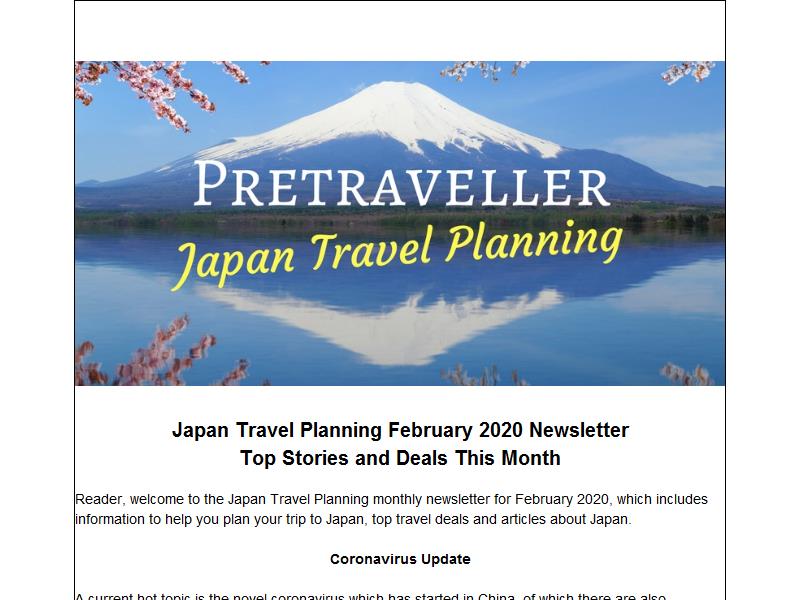 PRETRAVELLER
Japan Travel Planning
Japan Travel Planning February 2020 Newsletter
Top Stories and Deals This Month
Reader, welcome to the Japan Travel Planning monthly newsletter for February 2020, which includes
information to help you plan your trip to Japan, top travel deals and articles about Japan.
Coronavirus Update
A current hot topic is the novel coronavirus which has started in China, of which there are also